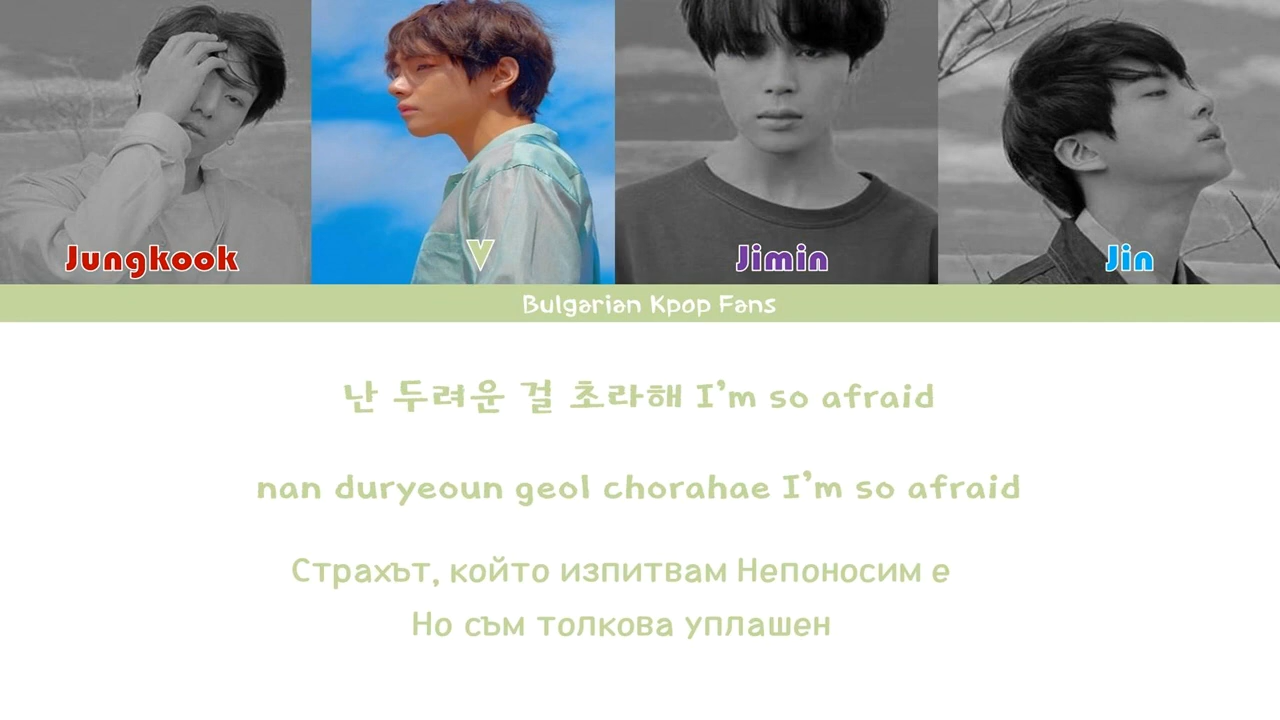 Jungkook
V
Jimin
Jin
Bulgarian Kpop Fans
난 두려운 걸 초라해 I'm so afraid
nan duryeoun geol chorahae I'm so afraid
Страхът, който изпитвам Непоносим е
Но съм толкова уплашен